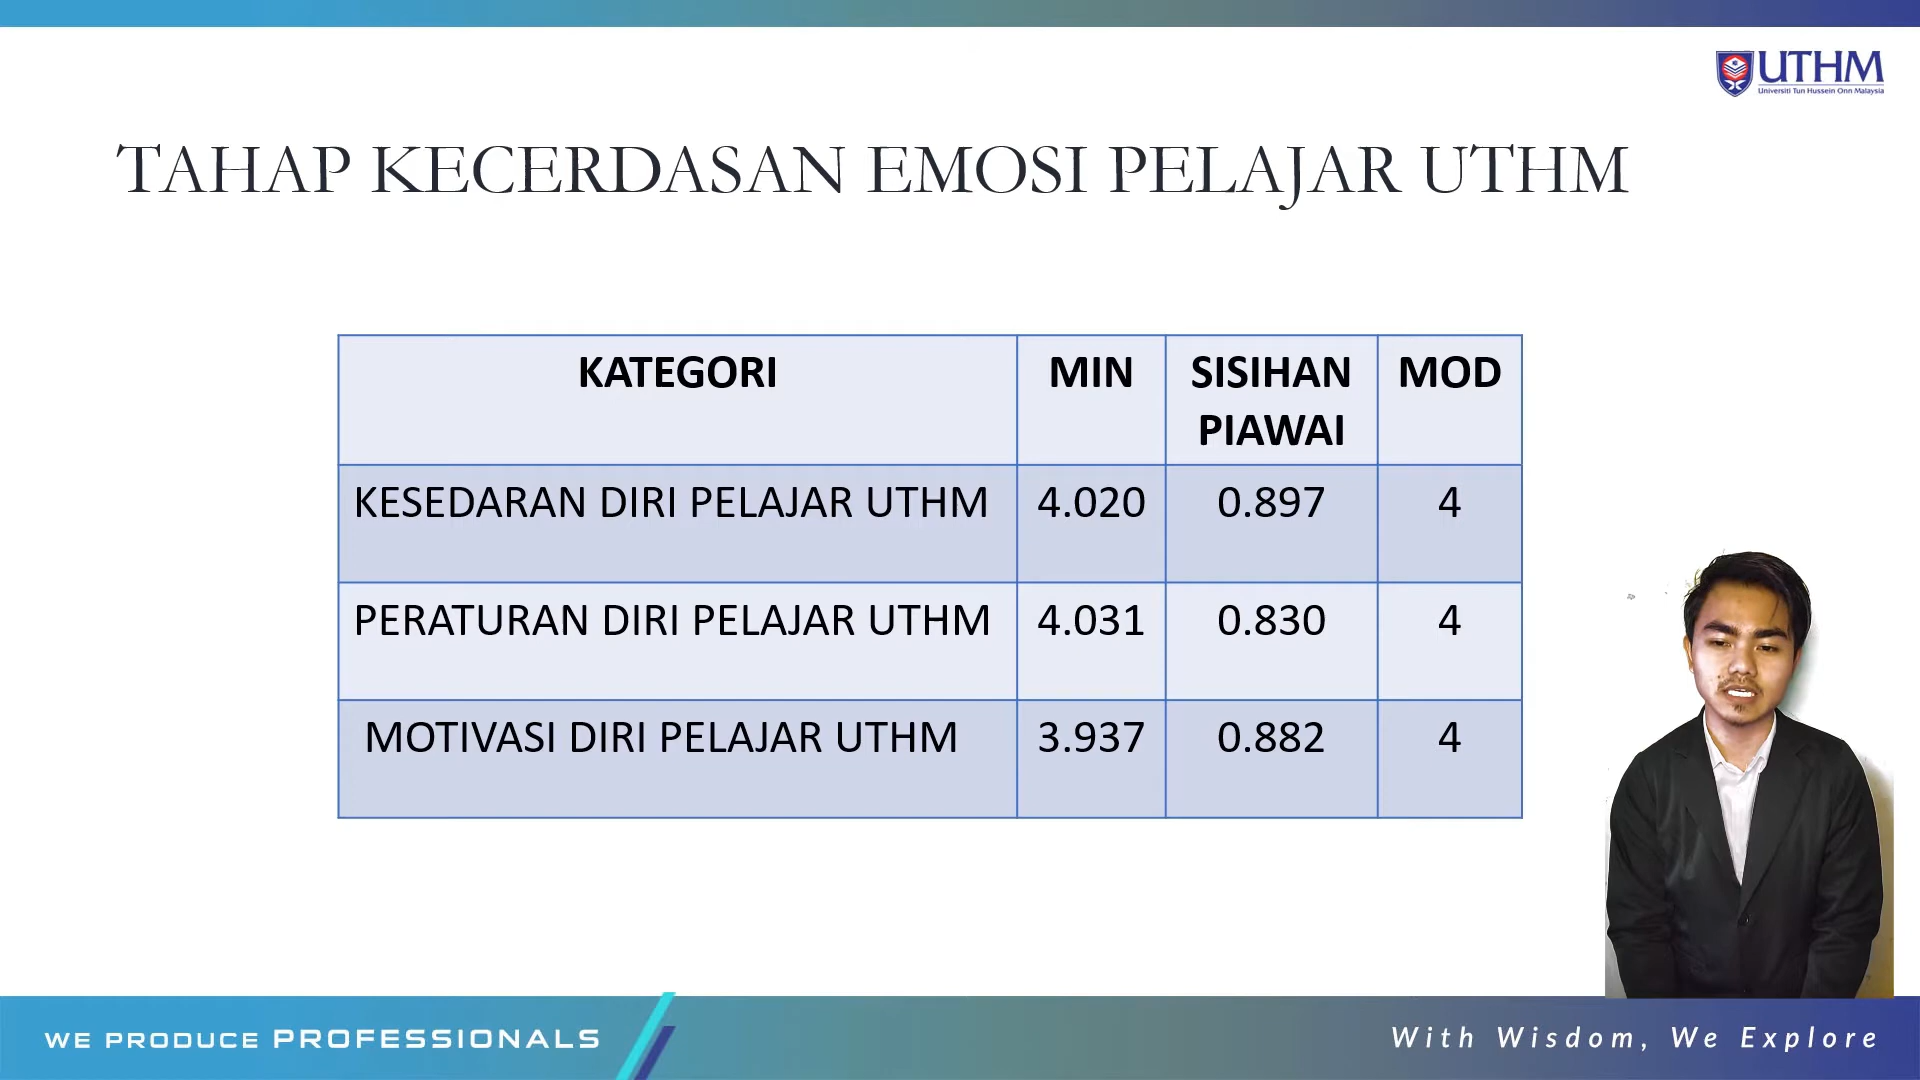 UTHM
Universiti Tun Hussein Onn Malaysia
TAHAP KECERDASAN EMOSI PELAJAR UTHM
KATEGORI MIN SISIHAN PIAWAI MOD
KESEDARAN DIRI PELAJAR UTHM 4.020 0.897 4
PERATURAN DIRI PELAJAR UTHM 4.031 0.830 4
MOTIVASI DIRI PELAJAR UTHM 3.937 0.882 4
WE PRODUCE PROFESSIONALS
With Wisdom, We Explore